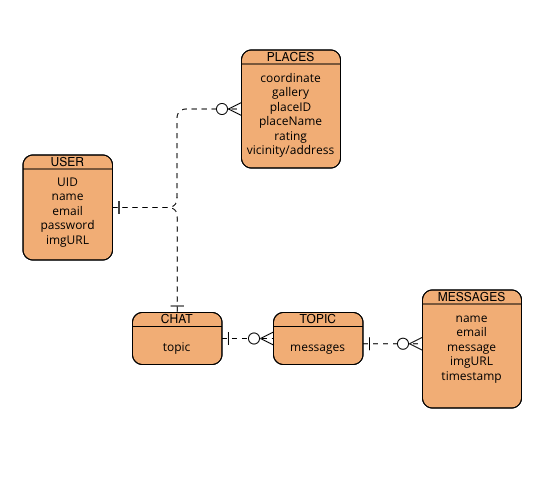 PLACES
coordinate
gallery
placeID
placeName
rating
vicinity/address
USER
UID
name
email
password
imgURL
CHAT
topic
TOPIC
messages
MESSAGES
name
email
message
imgURL
timestamp